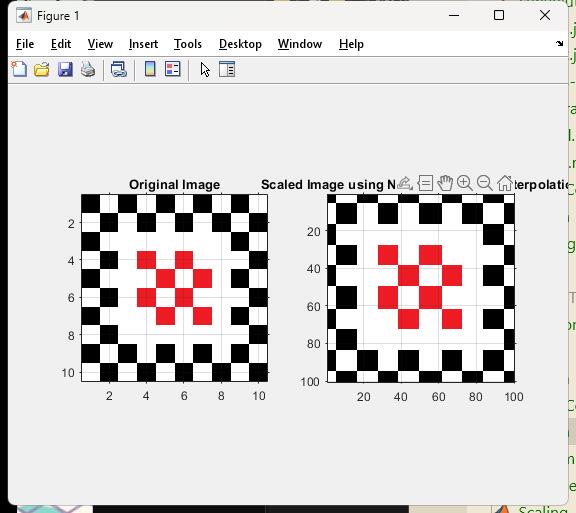 Figure 1
File Edit View Insert Tools Desktop Window Help
Original Image
Scaled Image using N terpolatic
2
4
6
8
10
2 4 6 8 10
20
40
60
80
100
20 40 60 80 100
Scaling